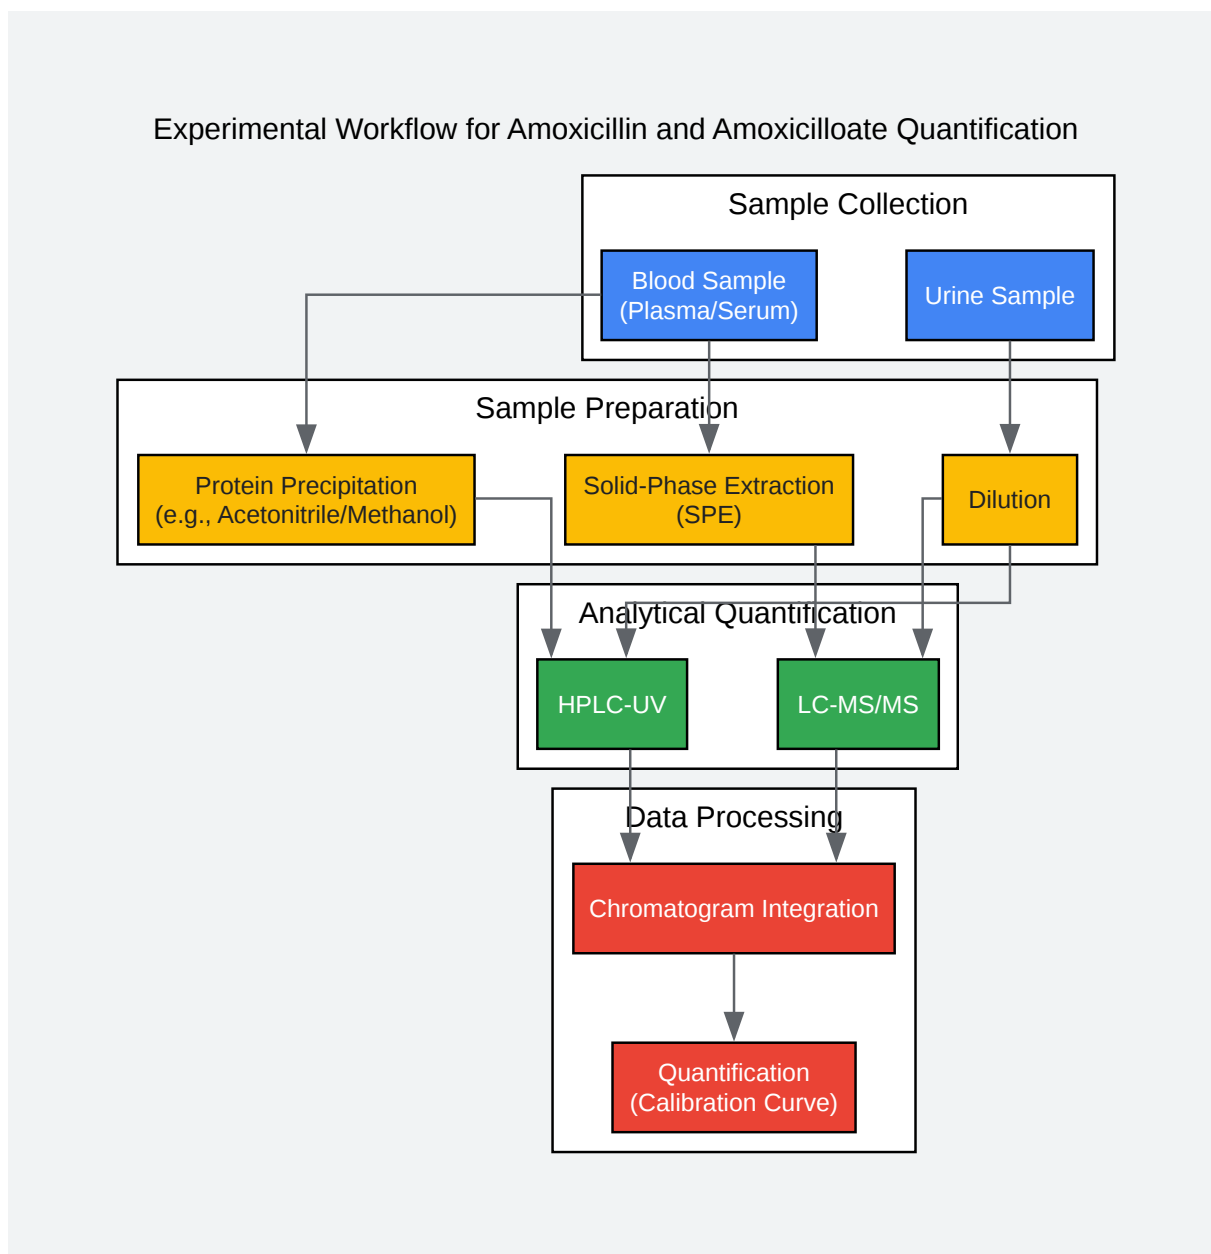 Experimental Workflow for Amoxicillin and Amoxicilloate Quantification
Sample Collection
Blood Sample
(Plasma/Serum)
Urine Sample
Sample Preparation
Protein Precipitation
(e.g., Acetonitrile/Methanol)
Solid-Phase Extraction
(SPE)
Dilution
Analytical Quantification
HPLC-UV
LC-MS/MS
Data Processing
Chromatogram Integration
Quantification
(Calibration Curve)